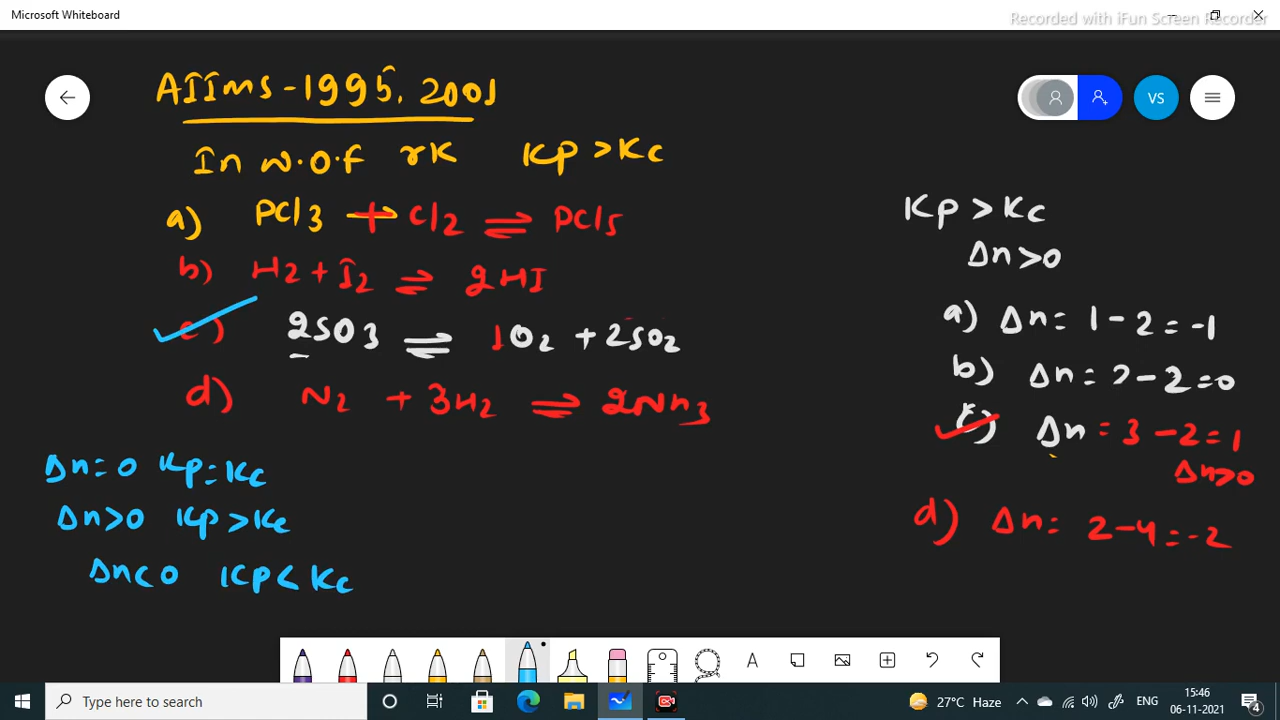 Microsoft Whiteboard
Recorded with iFun Screen Recorder
AIIMS - 1995, 2001
VS
In w.o.f rK Kp > Kc
a) PCl3 + Cl2 ⇌ PCl5
b) H2 + I2 ⇌ 2HI
c) 2SO3 ⇌ 1O2 + 2SO2
d) N2 + 3H2 ⇌ 2NH3
Δn = 0 Kp = Kc
Δn > 0 Kp > Kc
Δn < 0 Kp < Kc
Kp > Kc
Δn > 0
a) Δn = 1 - 2 = -1
b) Δn = 2 - 2 = 0
c) Δn = 3 - 2 = 1
Δn > 0
d) Δn = 2 - 4 = -2
A
Type here to search
27°C Haze
ENG
15:46
06-11-2021
4